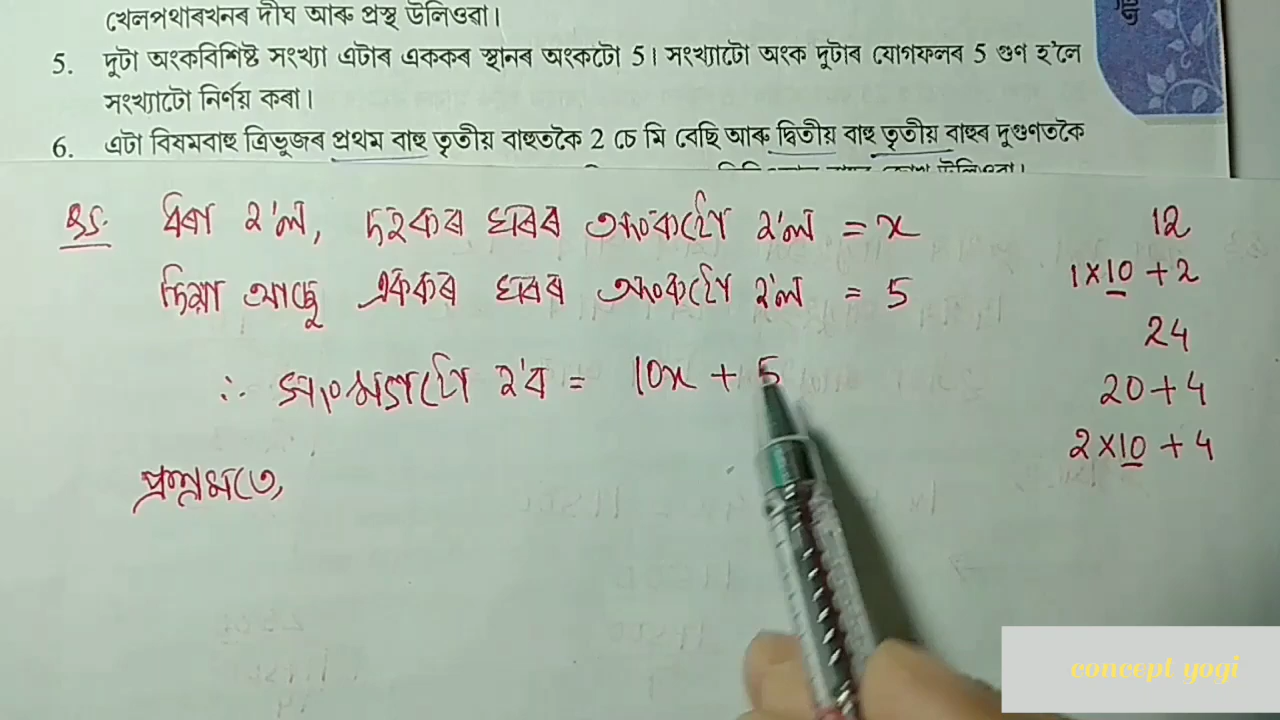 খেলপথাৰখনৰ দীঘ আৰু প্ৰস্থ উলিওৱা।
5. দুটা অংকবিশিষ্ট সংখ্যা এটাৰ এককৰ স্থানৰ অংকটো 5। সংখ্যাটো অংক দুটাৰ যোগফলৰ 5 গুণ হ'লে
সংখ্যাটো নিৰ্ণয় কৰা।
6. এটা বিষমবাহু ত্ৰিভুজৰ প্ৰথম বাহু তৃতীয় বাহুতকৈ 2 চে মি বেছি আৰু দ্বিতীয় বাহু তৃতীয় বাহুৰ দুগুণতকৈ
উলিওৱা।
ধৰা হ'ল, দহকৰ ঘৰৰ অংকটো হ'ল = x
দিয়া আছে এককৰ ঘৰৰ অংকটো হ'ল = 5
∴ সংখ্যাটো হ'ব = 10x + 5
প্ৰশ্নমতে,
12
1×10 + 2
24
20 + 4
2×10 + 4
concept yogi